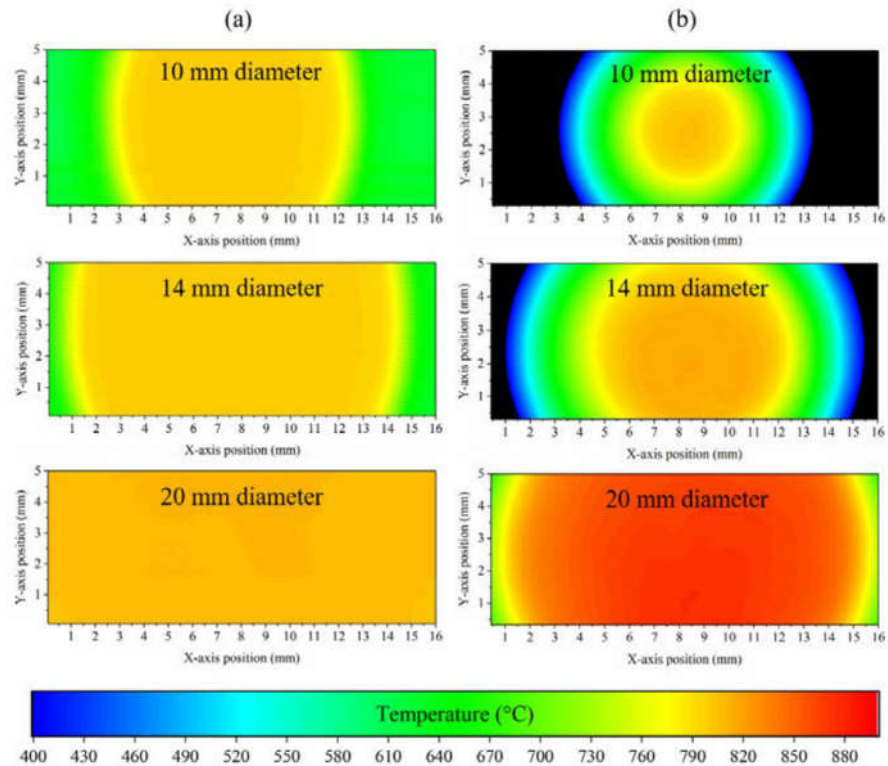 (a) (b)
10 mm diameter
Y-axis position (mm)
5
4
3
2
1
1 2 3 4 5 6 7 8 9 10 11 12 13 14 15 16
X-axis position (mm)
10 mm diameter
Y-axis position (mm)
5
4
3
2
1
1 2 3 4 5 6 7 8 9 10 11 12 13 14 15 16
X-axis position (mm)
14 mm diameter
Y-axis position (mm)
5
4
3
2
1
1 2 3 4 5 6 7 8 9 10 11 12 13 14 15 16
X-axis position (mm)
14 mm diameter
Y-axis position (mm)
5
4
3
2
1
1 2 3 4 5 6 7 8 9 10 11 12 13 14 15 16
X-axis position (mm)
20 mm diameter
Y-axis position (mm)
5
4
3
2
1
1 2 3 4 5 6 7 8 9 10 11 12 13 14 15 16
X-axis position (mm)
20 mm diameter
Y-axis position (mm)
5
4
3
2
1
1 2 3 4 5 6 7 8 9 10 11 12 13 14 15 16
X-axis position (mm)
Temperature (°C)
400 430 460 490 520 550 580 610 640 670 700 730 760 790 820 850 880